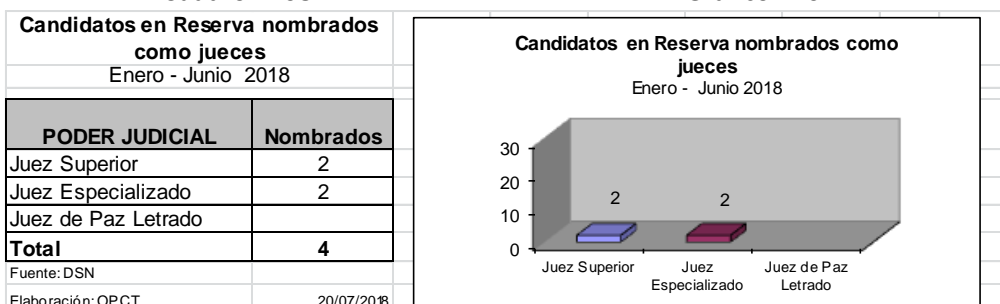 Candidatos en Reserva nombrados
como jueces
Enero - Junio 2018
PODER JUDICIAL Nombrados
Juez Superior 2
Juez Especializado 2
Juez de Paz Letrado
Total 4
Fuente: DSN
Elaboración: OPCT 20/07/2018
Candidatos en Reserva nombrados como
jueces
Enero - Junio 2018
30
20
10
0
2
2
Juez Superior
Juez
Especializado
Juez de Paz
Letrado